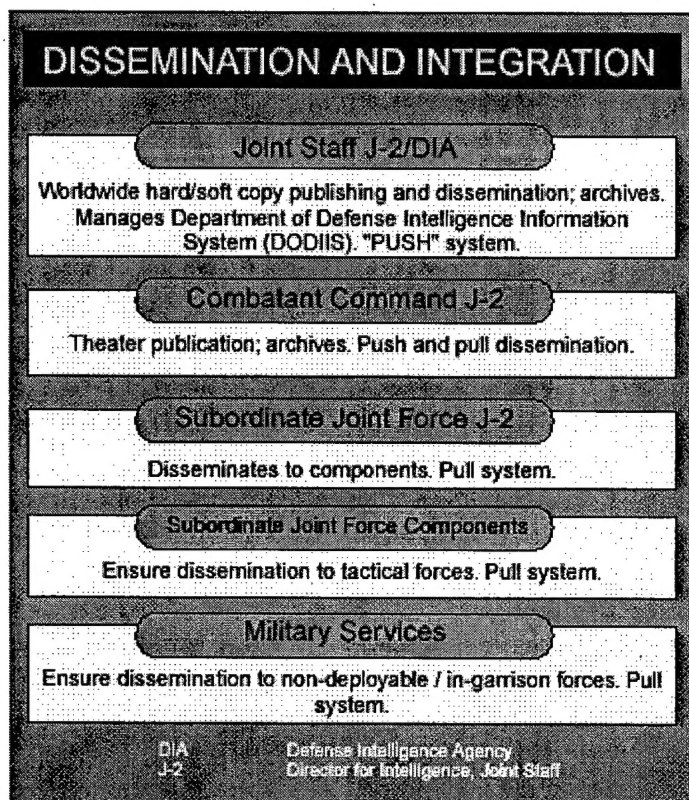 DISSEMINATION AND INTEGRATION
Joint Staff J-2/DIA
Worldwide hard/soft copy publishing and dissemination; archives.
Manages Department of Defense Intelligence Information
System (DODIIS). "PUSH" system.
Combatant Command J-2
Theater publication; archives. Push and pull dissemination.
Subordinate Joint Force J-2
Disseminates to components. Pull system.
Subordinate Joint Force Components
Ensure dissemination to tactical forces. Pull system.
Military Services
Ensure dissemination to non-deployable / in-garrison forces. Pull
system.
DIA Defense Intelligence Agency
J-2 Director for Intelligence, Joint Staff